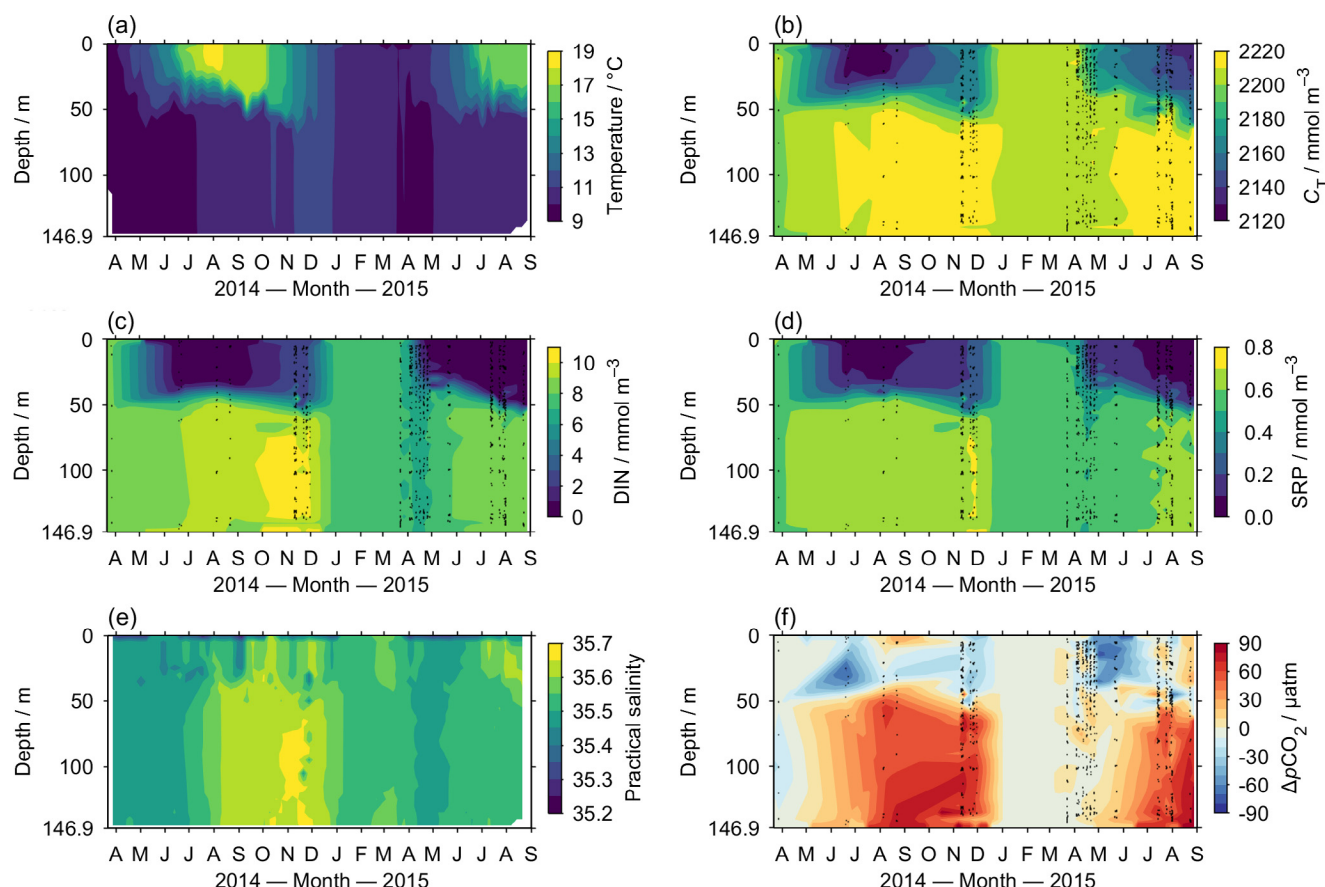 (a)
0
50
100
146.9
Depth / m
A M J J A S O N D J F M A M J J A S
2014 — Month — 2015
19
17
15
13
11
9
Temperature / °C
(b)
0
50
100
146.9
Depth / m
A M J J A S O N D J F M A M J J A S
2014 — Month — 2015
2220
2200
2180
2160
2140
2120
C_T / mmol m⁻³
(c)
0
50
100
146.9
Depth / m
A M J J A S O N D J F M A M J J A S
2014 — Month — 2015
10
8
6
4
2
0
DIN / mmol m⁻³
(d)
0
50
100
146.9
Depth / m
A M J J A S O N D J F M A M J J A S
2014 — Month — 2015
0.8
0.6
0.4
0.2
0.0
SRP / mmol m⁻³
(e)
0
50
100
146.9
Depth / m
A M J J A S O N D J F M A M J J A S
2014 — Month — 2015
35.7
35.6
35.5
35.4
35.3
35.2
Practical salinity
(f)
0
50
100
146.9
Depth / m
A M J J A S O N D J F M A M J J A S
2014 — Month — 2015
90
60
30
0
-30
-60
-90
ΔpCO₂ / µatm